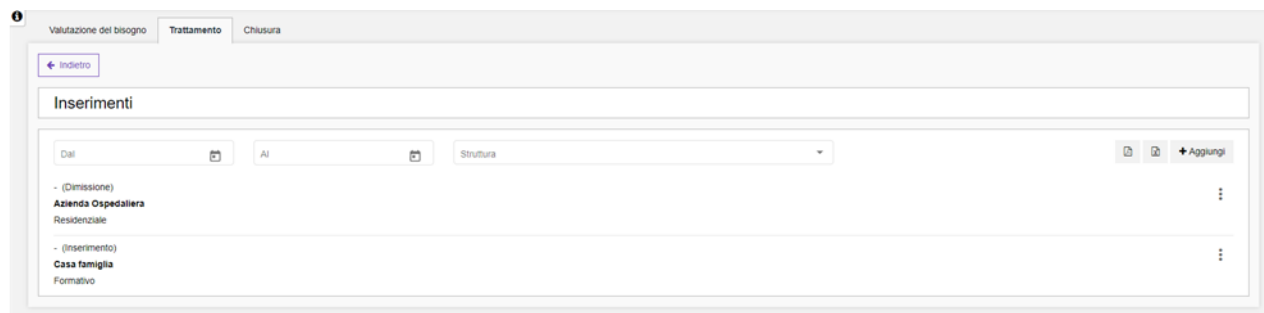 Valutazione del bisogno Trattamento Chiusura
Indietro
Inserimenti
Dal Al Struttura Aggiungi
- (Dimissione)
Azienda Ospedaliera
Residenziale
- (Inserimento)
Casa famiglia
Formativo